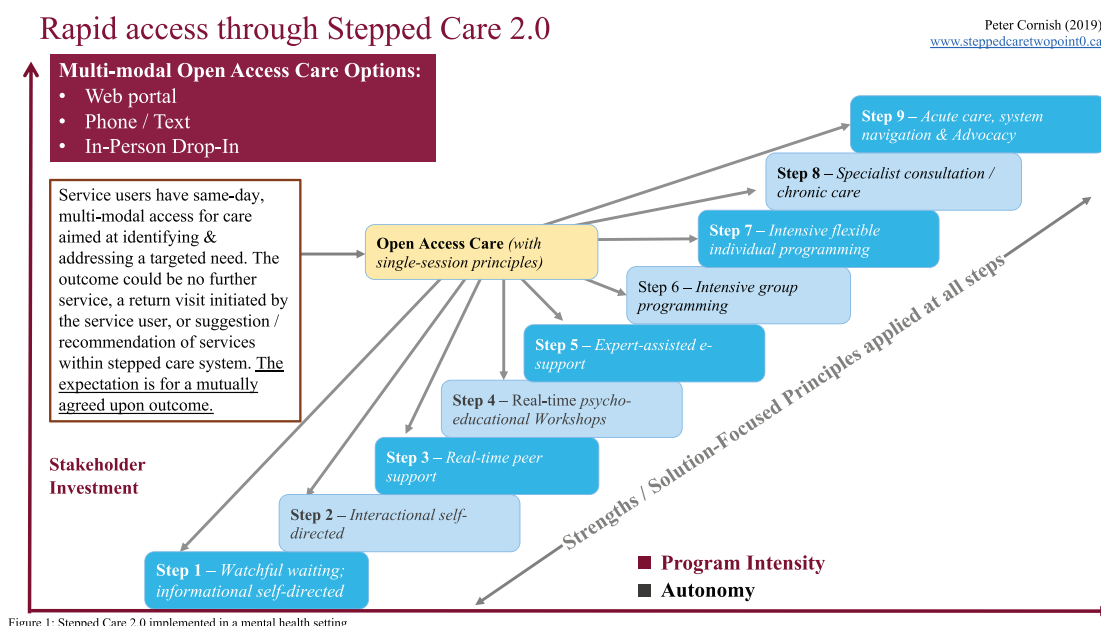 Rapid access through Stepped Care 2.0
Peter Cornish (2019)
www.steppedcaretwopoint0.ca
Multi-modal Open Access Care Options:
• Web portal
• Phone / Text
• In-Person Drop-In
Service users have same-day,
multi-modal access for care
aimed at identifying &
addressing a targeted need. The
outcome could be no further
service, a return visit initiated by
the service user, or suggestion /
recommendation of services
within stepped care system. The
expectation is for a mutually
agreed upon outcome.
Open Access Care (with
single-session principles)
Step 9 – Acute care, system
navigation & Advocacy
Step 8 – Specialist consultation /
chronic care
Step 7 – Intensive flexible
individual programming
Step 6 – Intensive group
programming
Step 5 – Expert-assisted e-
support
Step 4 – Real-time psycho-
educational Workshops
Step 3 – Real-time peer
support
Step 2 – Interactional self-
directed
Step 1 – Watchful waiting;
informational self-directed
Strengths / Solution-Focused Principles applied at all steps
Stakeholder
Investment
Program Intensity
Autonomy
Figure 1: Stepped Care 2.0 implemented in a mental health setting